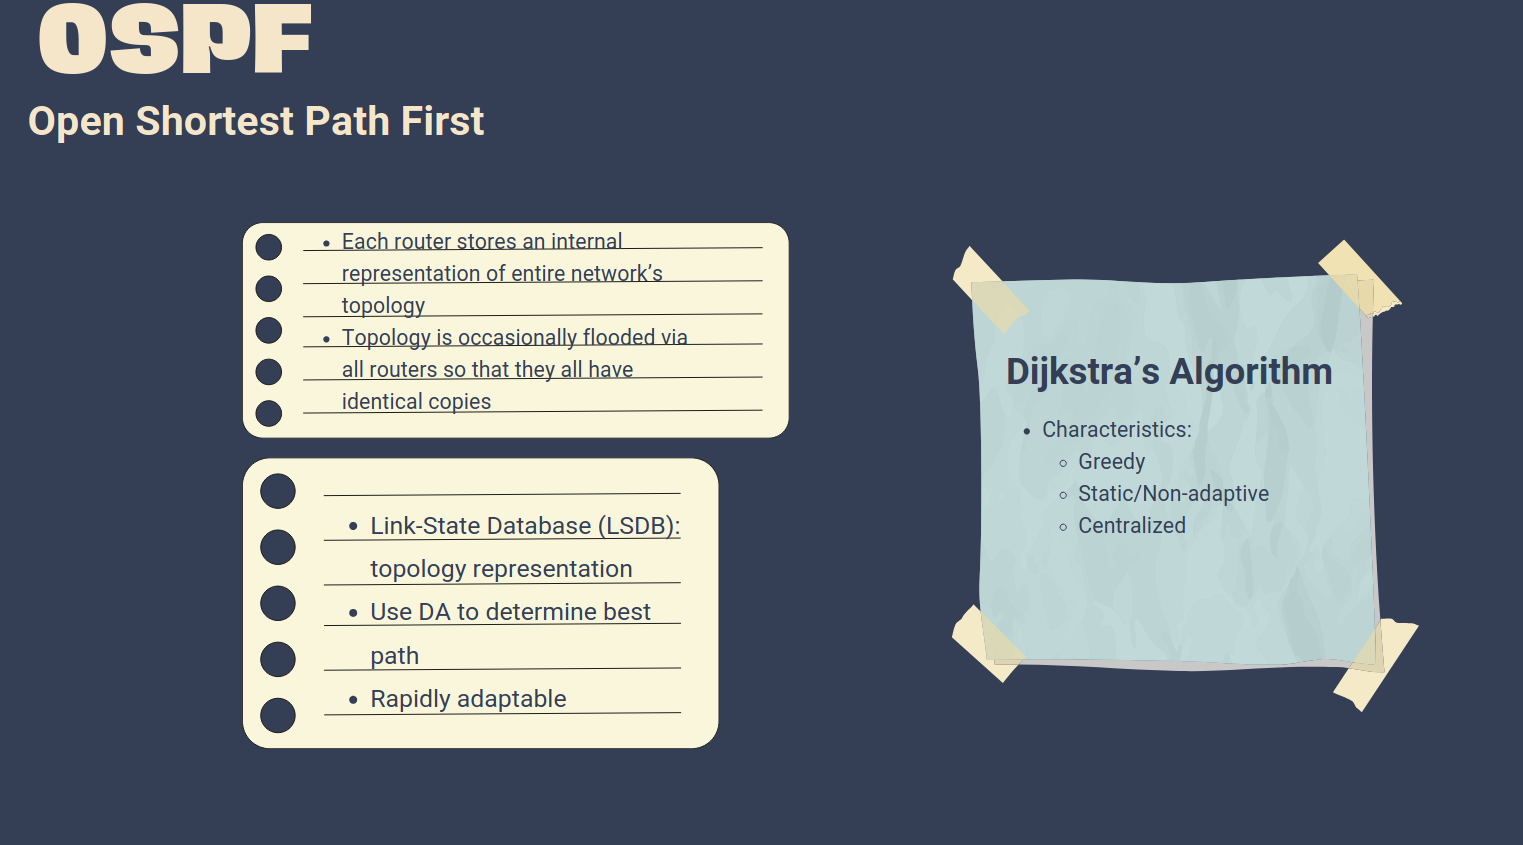 OSPF
Open Shortest Path First
• Each router stores an internal
representation of entire network’s
topology
• Topology is occasionally flooded via
all routers so that they all have
identical copies
• Link-State Database (LSDB):
topology representation
• Use DA to determine best
path
• Rapidly adaptable
Dijkstra’s Algorithm
• Characteristics:
○ Greedy
○ Static/Non-adaptive
○ Centralized